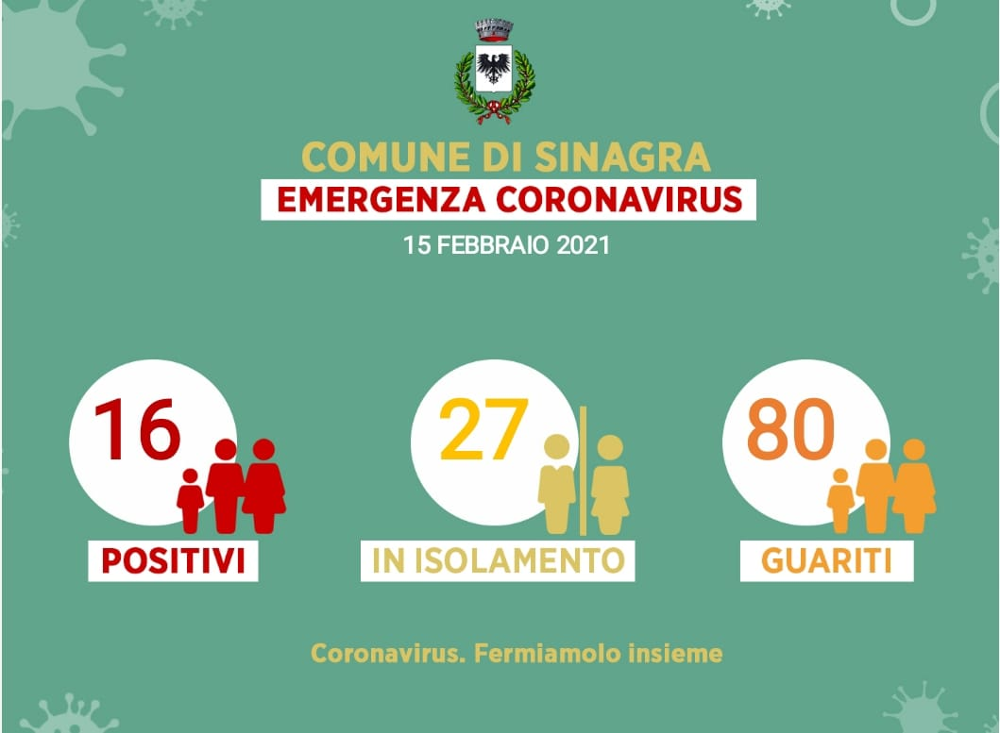 COMUNE DI SINAGRA
EMERGENZA CORONAVIRUS
15 FEBBRAIO 2021
16
POSITIVI
27
IN ISOLAMENTO
80
GUARITI
Coronavirus. Fermiamolo insieme